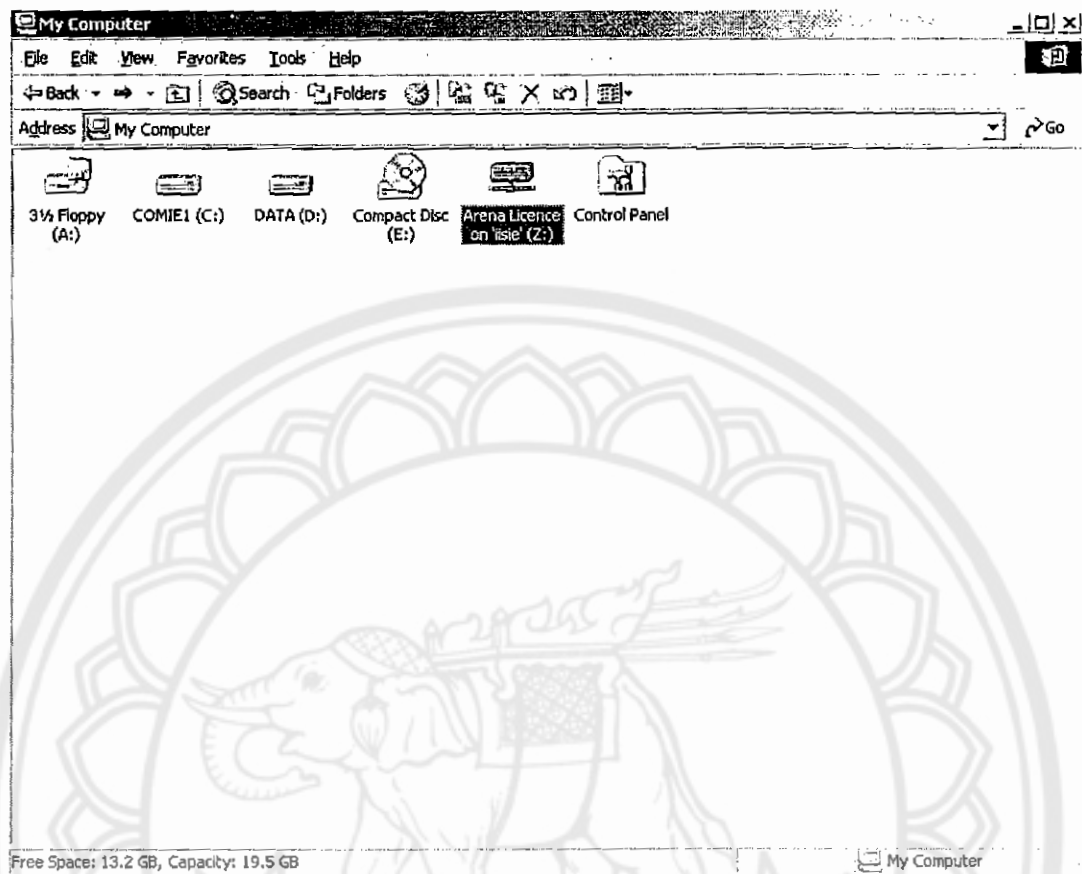 My Computer
File Edit View Favorites Tools Help
Back Search Folders
Address My Computer Go
3½ Floppy (A:)
COMIE1 (C:)
DATA (D:)
Compact Disc (E:)
Arena Licence on 'iisie' (Z:)
Control Panel
Free Space: 13.2 GB, Capacity: 19.5 GB My Computer